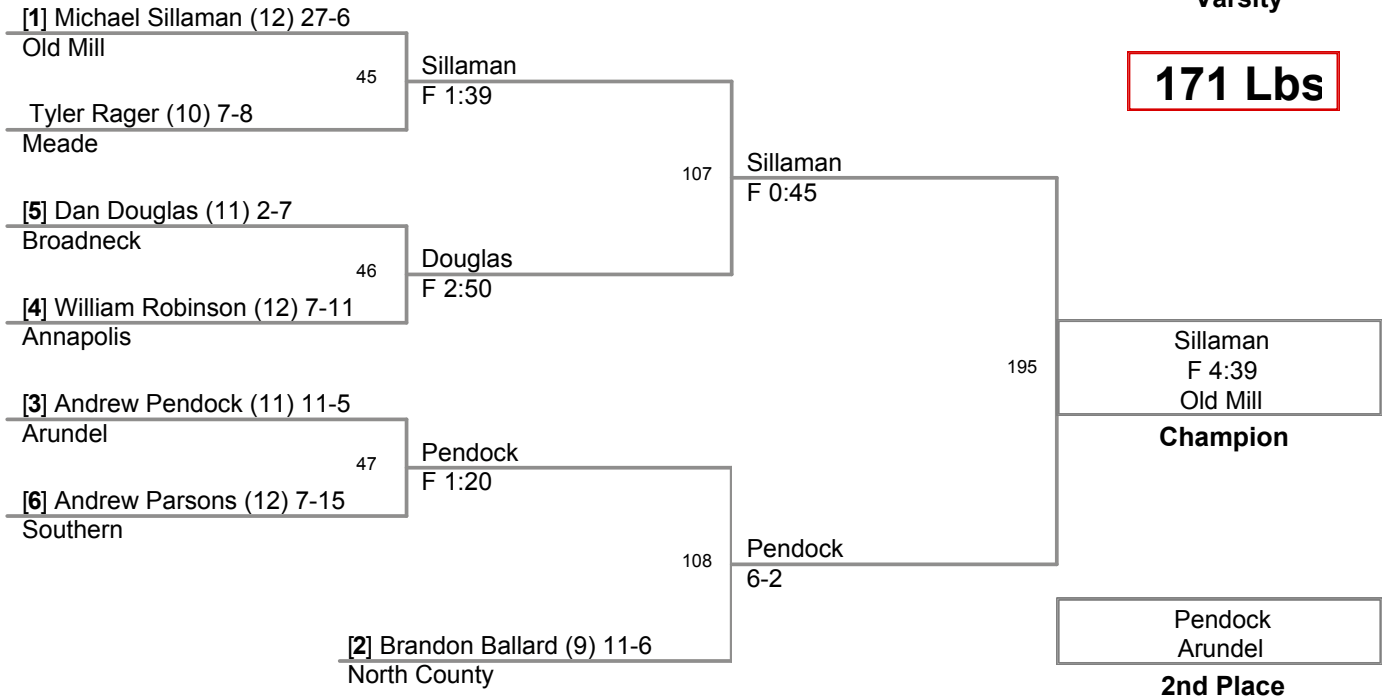 Varsity
171 Lbs
[1] Michael Sillaman (12) 27-6
Old Mill
45
Tyler Rager (10) 7-8
Meade
Sillaman
F 1:39
[5] Dan Douglas (11) 2-7
Broadneck
46
[4] William Robinson (12) 7-11
Annapolis
Douglas
F 2:50
107
Sillaman
F 0:45
[3] Andrew Pendock (11) 11-5
Arundel
47
[6] Andrew Parsons (12) 7-15
Southern
Pendock
F 1:20
108
[2] Brandon Ballard (9) 11-6
North County
Pendock
6-2
195
Sillaman
F 4:39
Old Mill
Champion
Pendock
Arundel
2nd Place